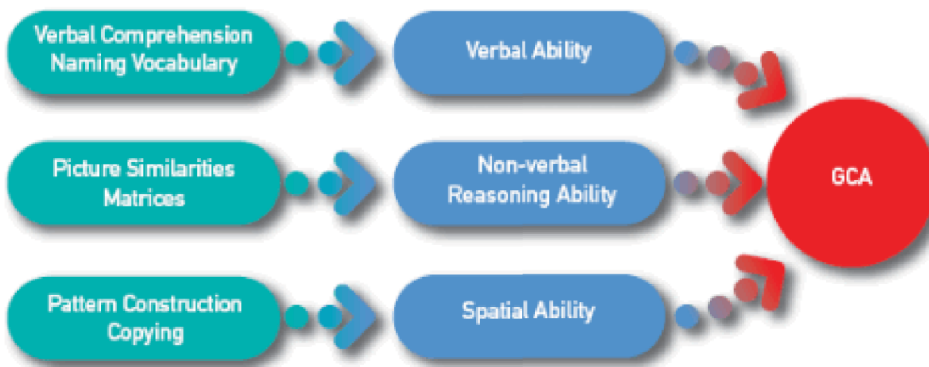 Verbal Comprehension
Naming Vocabulary
Verbal Ability
Picture Similarities
Matrices
Non-verbal
Reasoning Ability
GCA
Pattern Construction
Copying
Spatial Ability